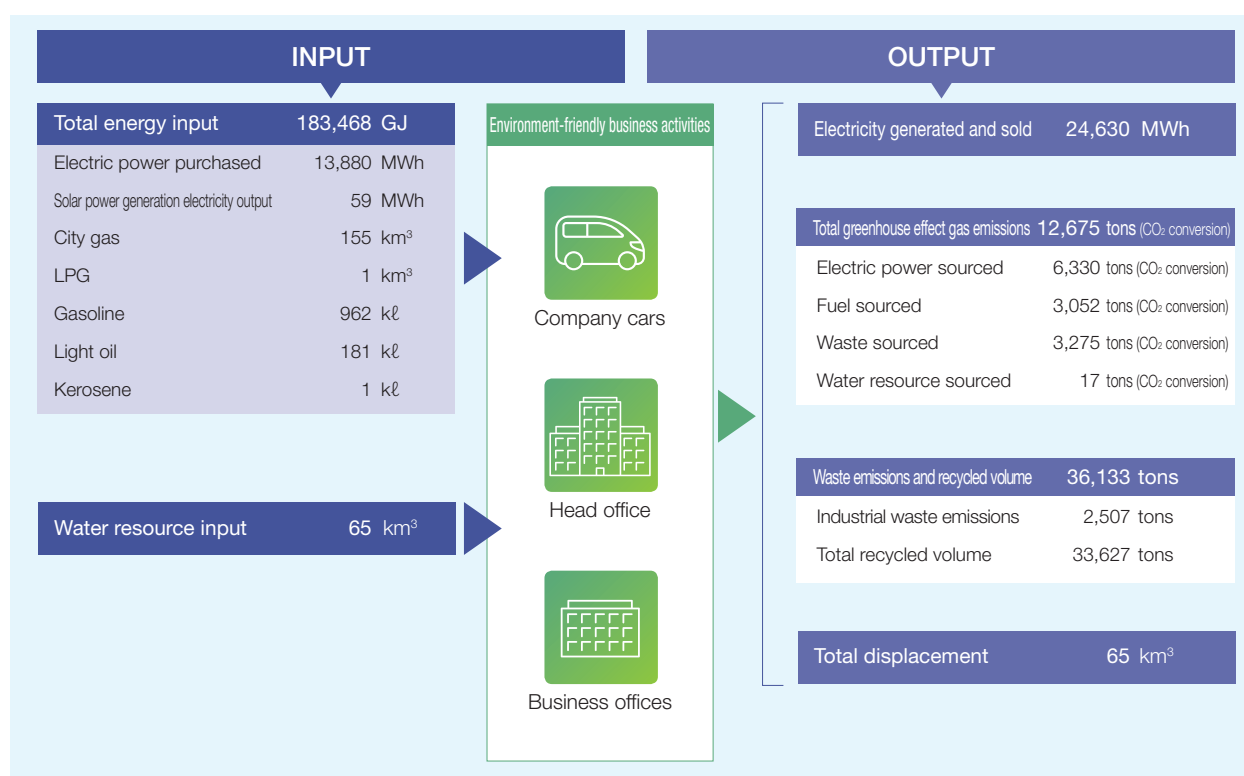 INPUT
Total energy input 183,468 GJ
Electric power purchased 13,880 MWh
Solar power generation electricity output 59 MWh
City gas 155 km³
LPG 1 km³
Gasoline 962 kℓ
Light oil 181 kℓ
Kerosene 1 kℓ
Water resource input 65 km³
Environment-friendly business activities
Company cars
Head office
Business offices
OUTPUT
Electricity generated and sold 24,630 MWh
Total greenhouse effect gas emissions 12,675 tons (CO₂ conversion)
Electric power sourced 6,330 tons (CO₂ conversion)
Fuel sourced 3,052 tons (CO₂ conversion)
Waste sourced 3,275 tons (CO₂ conversion)
Water resource sourced 17 tons (CO₂ conversion)
Waste emissions and recycled volume 36,133 tons
Industrial waste emissions 2,507 tons
Total recycled volume 33,627 tons
Total displacement 65 km³